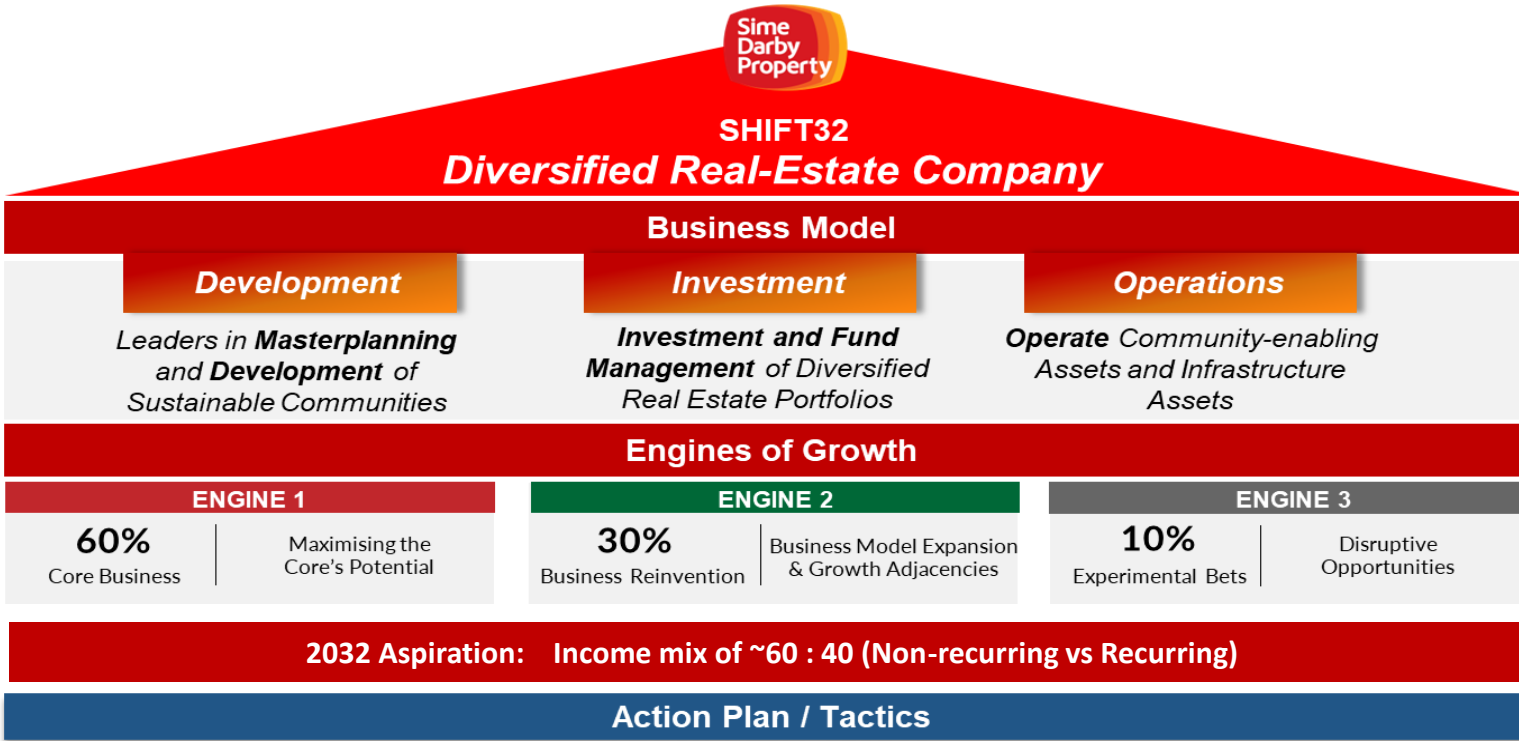 Sime
Darby
Property
SHIFT32
Diversified Real-Estate Company
Business Model
Development
Leaders in Masterplanning
and Development of
Sustainable Communities
Investment
Investment and Fund
Management of Diversified
Real Estate Portfolios
Operations
Operate Community-enabling
Assets and Infrastructure
Assets
Engines of Growth
ENGINE 1
60%
Core Business
Maximising the
Core's Potential
ENGINE 2
30%
Business Reinvention
Business Model Expansion
& Growth Adjacencies
ENGINE 3
10%
Experimental Bets
Disruptive
Opportunities
2032 Aspiration: Income mix of ~60 : 40 (Non-recurring vs Recurring)
Action Plan / Tactics